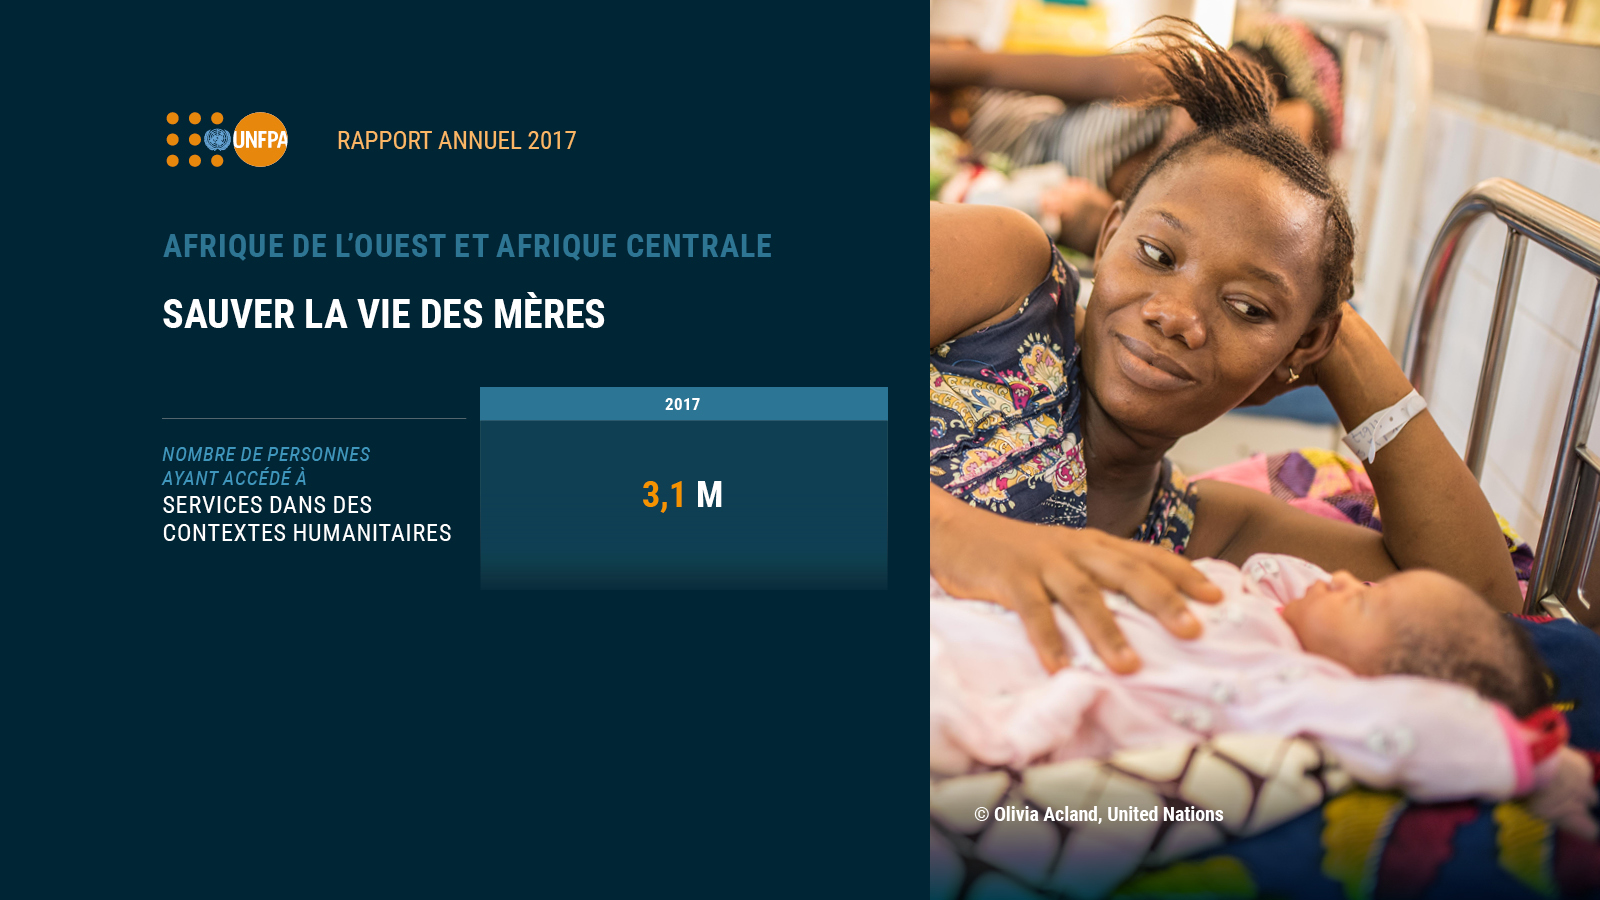 UNFPA
RAPPORT ANNUEL 2017
AFRIQUE DE L’OUEST ET AFRIQUE CENTRALE
SAUVER LA VIE DES MÈRES
2017
NOMBRE DE PERSONNES
AYANT ACCÉDÉ À
SERVICES DANS DES
CONTEXTES HUMANITAIRES
3,1 M
© Olivia Acland, United Nations